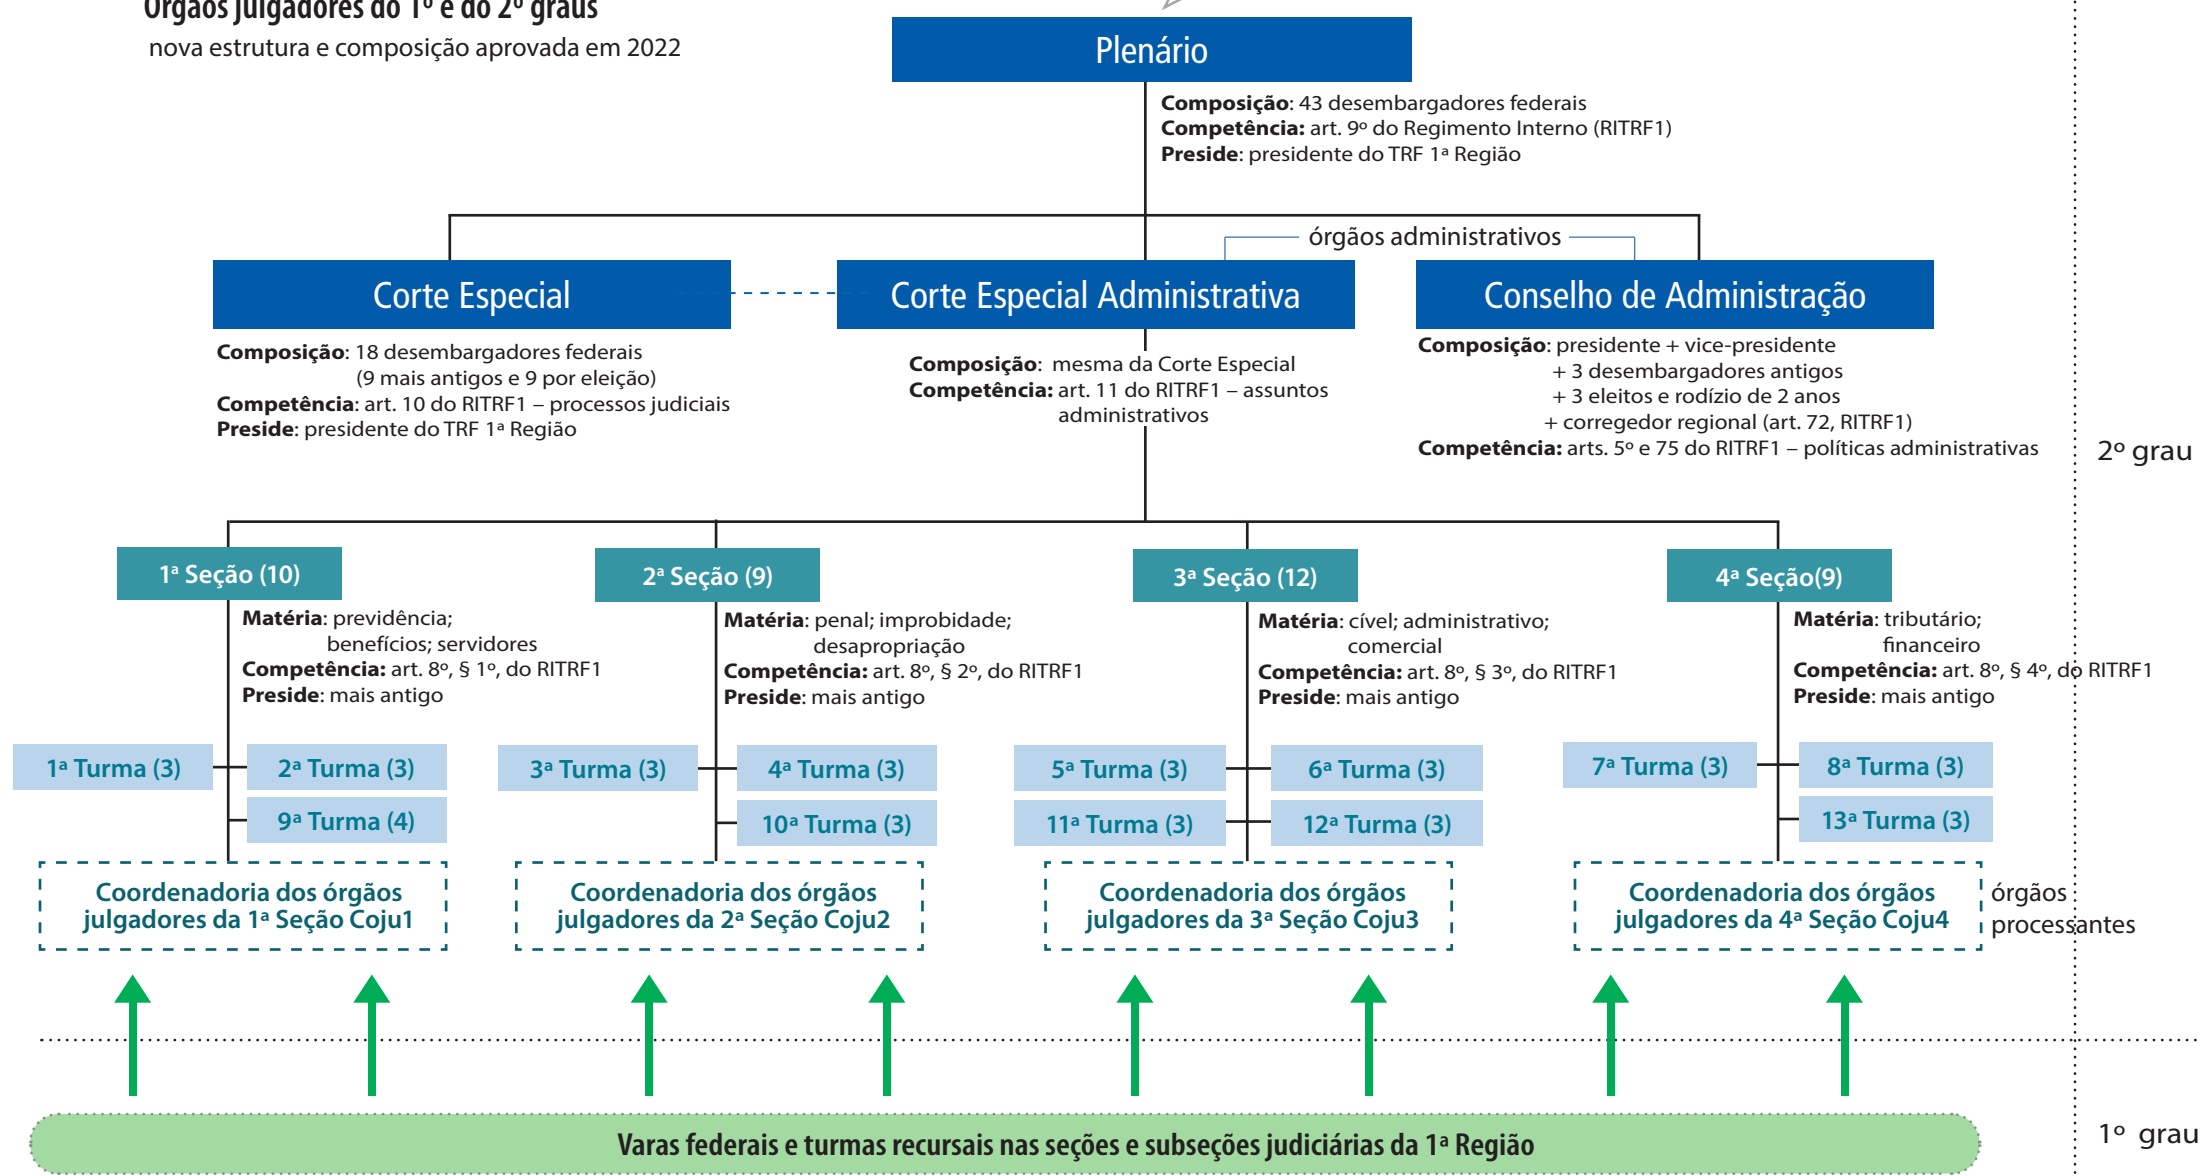 Órgãos julgadores do 1º e do 2º graus
nova estrutura e composição aprovada em 2022
Plenário
Composição: 43 desembargadores federais
Competência: art. 9º do Regimento Interno (RITRF1)
Preside: presidente do TRF 1ª Região
órgãos administrativos
Corte Especial
Composição: 18 desembargadores federais
(9 mais antigos e 9 por eleição)
Competência: art. 10 do RITRF1 – processos judiciais
Preside: presidente do TRF 1ª Região
Corte Especial Administrativa
Composição: mesma da Corte Especial
Competência: art. 11 do RITRF1 – assuntos
administrativos
Conselho de Administração
Composição: presidente + vice-presidente
+ 3 desembargadores antigos
+ 3 eleitos e rodízio de 2 anos
+ corregedor regional (art. 72, RITRF1)
Competência: arts. 5º e 75 do RITRF1 – políticas administrativas
2º grau
1ª Seção (10)
Matéria: previdência;
benefícios; servidores
Competência: art. 8º, § 1º, do RITRF1
Preside: mais antigo
1ª Turma (3)
2ª Turma (3)
9ª Turma (4)
Coordenadoria dos órgãos
julgadores da 1ª Seção Coju1
2ª Seção (9)
Matéria: penal; improbidade;
desapropriação
Competência: art. 8º, § 2º, do RITRF1
Preside: mais antigo
3ª Turma (3)
4ª Turma (3)
10ª Turma (3)
Coordenadoria dos órgãos
julgadores da 2ª Seção Coju2
3ª Seção (12)
Matéria: cível; administrativo;
comercial
Competência: art. 8º, § 3º, do RITRF1
Preside: mais antigo
5ª Turma (3)
6ª Turma (3)
11ª Turma (3)
12ª Turma (3)
Coordenadoria dos órgãos
julgadores da 3ª Seção Coju3
4ª Seção(9)
Matéria: tributário;
financeiro
Competência: art. 8º, § 4º, do RITRF1
Preside: mais antigo
7ª Turma (3)
8ª Turma (3)
13ª Turma (3)
Coordenadoria dos órgãos
julgadores da 4ª Seção Coju4
órgãos
processantes
Varas federais e turmas recursais nas seções e subseções judiciárias da 1ª Região
1º grau